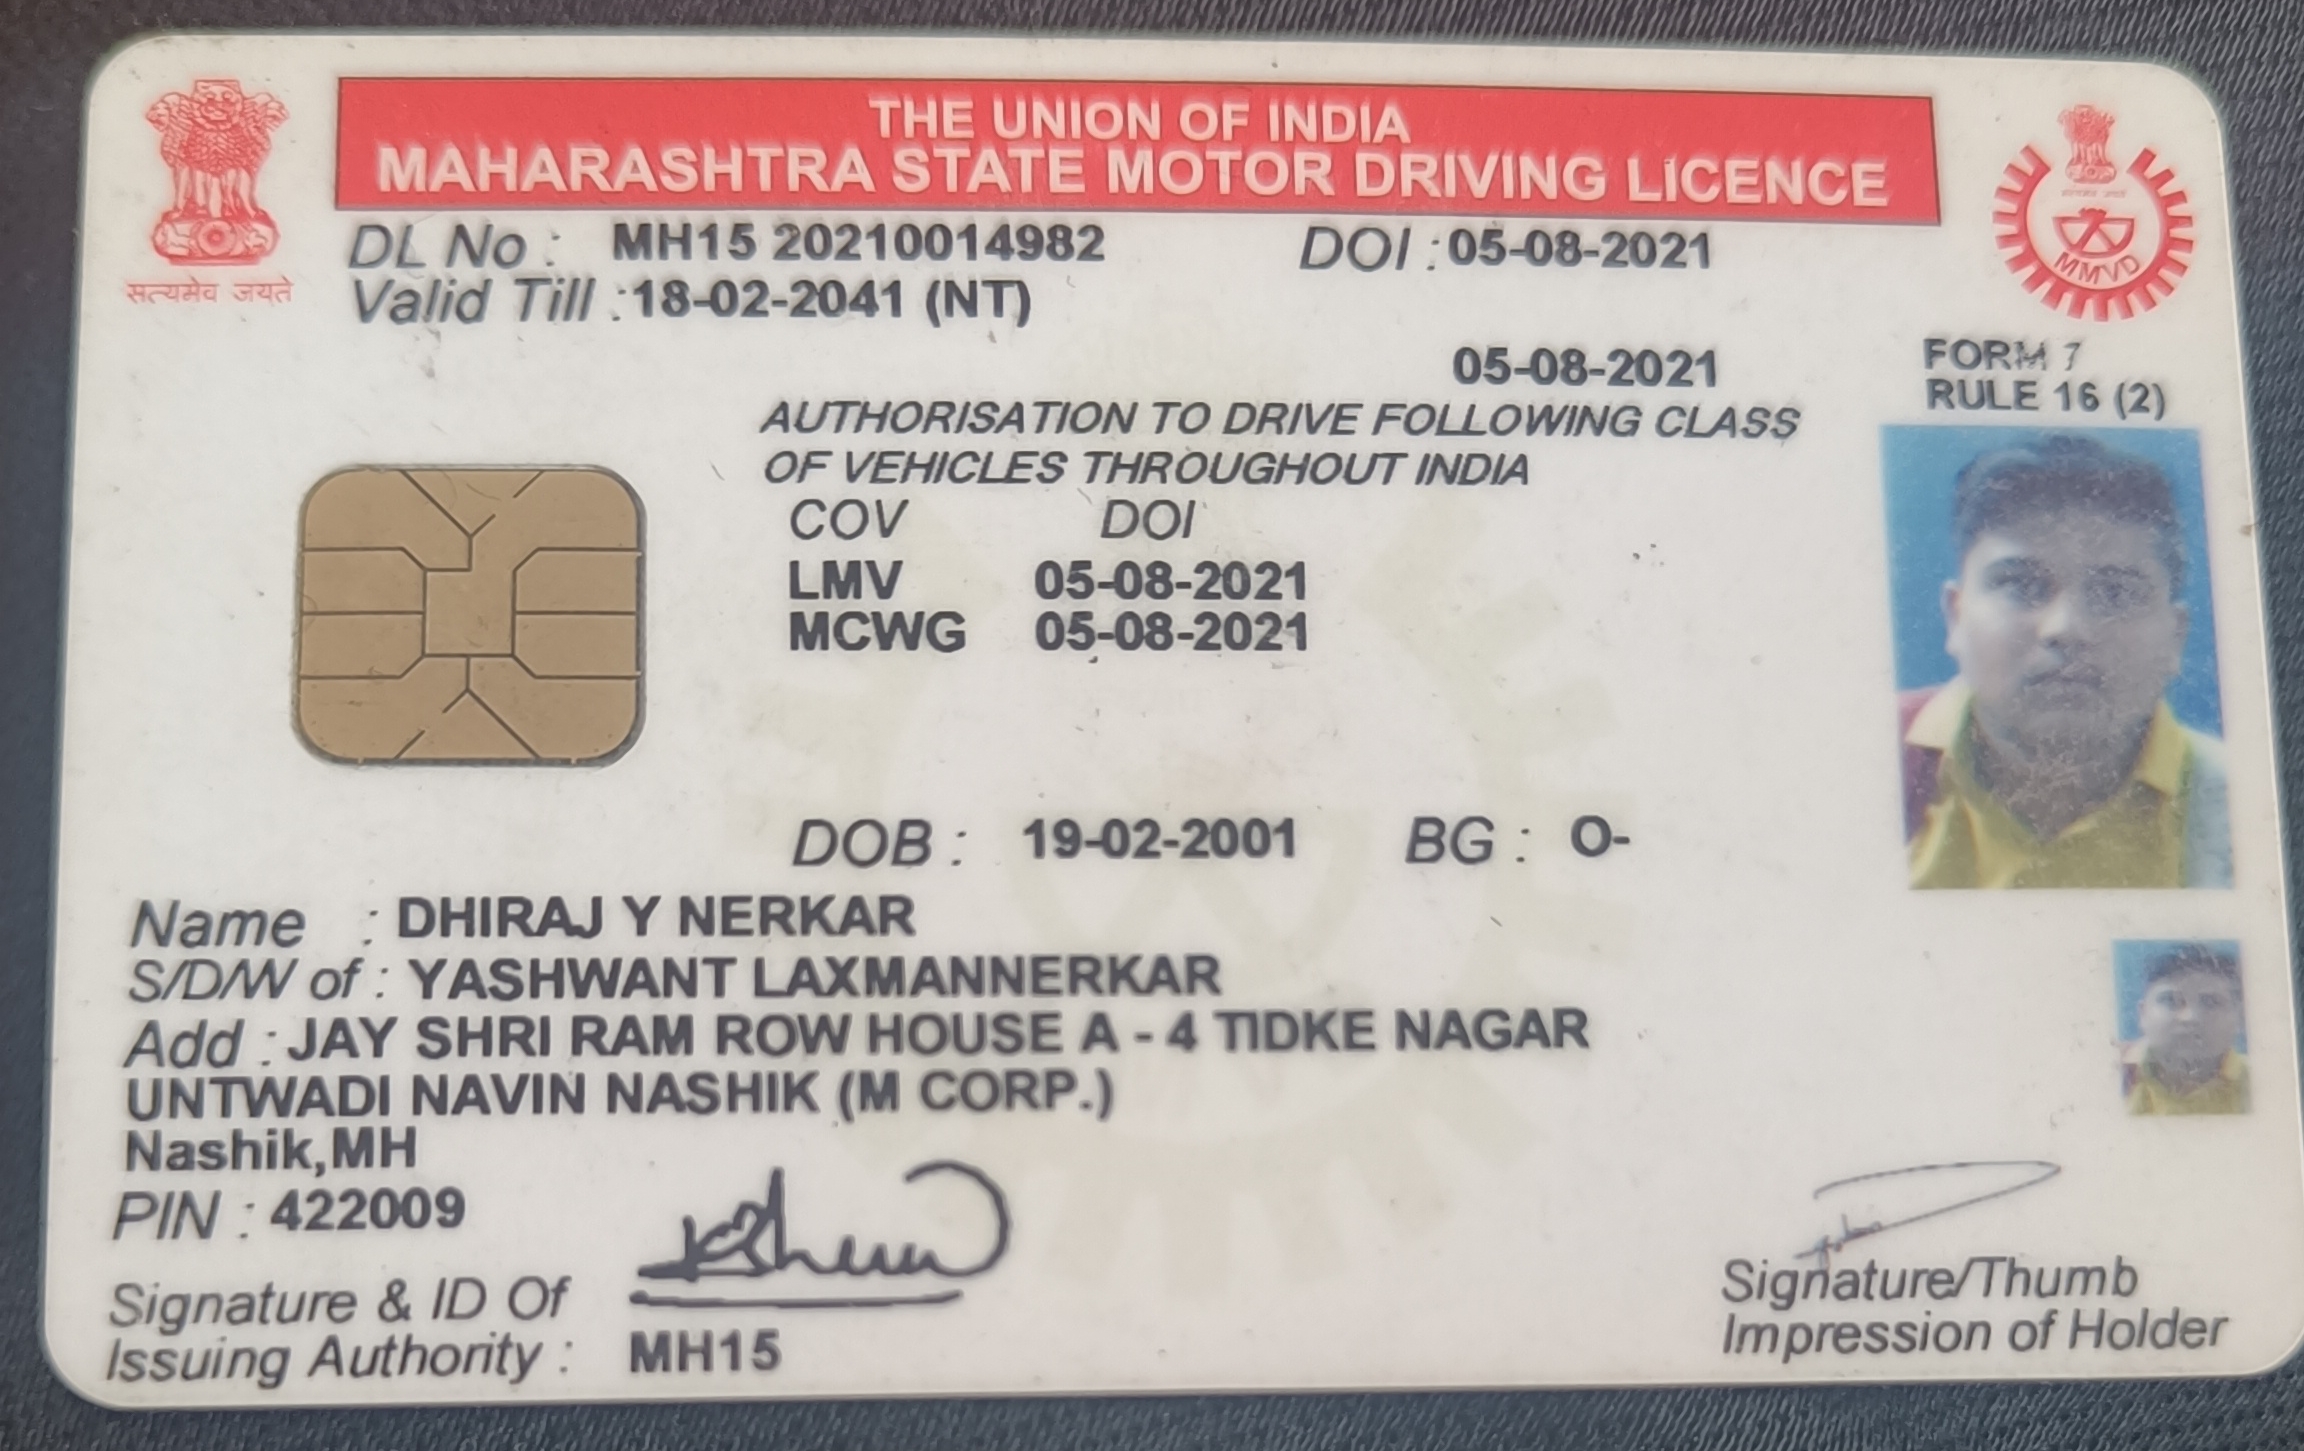 THE UNION OF INDIA
MAHARASHTRA STATE MOTOR DRIVING LICENCE
सत्यमेव जयते
MMVD
DL No : MH15 20210014982 DOI : 05-08-2021
Valid Till : 18-02-2041 (NT)
05-08-2021
FORM 7
RULE 16 (2)
AUTHORISATION TO DRIVE FOLLOWING CLASS
OF VEHICLES THROUGHOUT INDIA
COV DOI
LMV 05-08-2021
MCWG 05-08-2021
DOB : 19-02-2001 BG : O-
Name : DHIRAJ Y NERKAR
S/D/W of : YASHWANT LAXMANNERKAR
Add : JAY SHRI RAM ROW HOUSE A - 4 TIDKE NAGAR
UNTWADI NAVIN NASHIK (M CORP.)
Nashik,MH
PIN : 422009
Signature & ID Of
Issuing Authority : MH15
Signature/Thumb
Impression of Holder